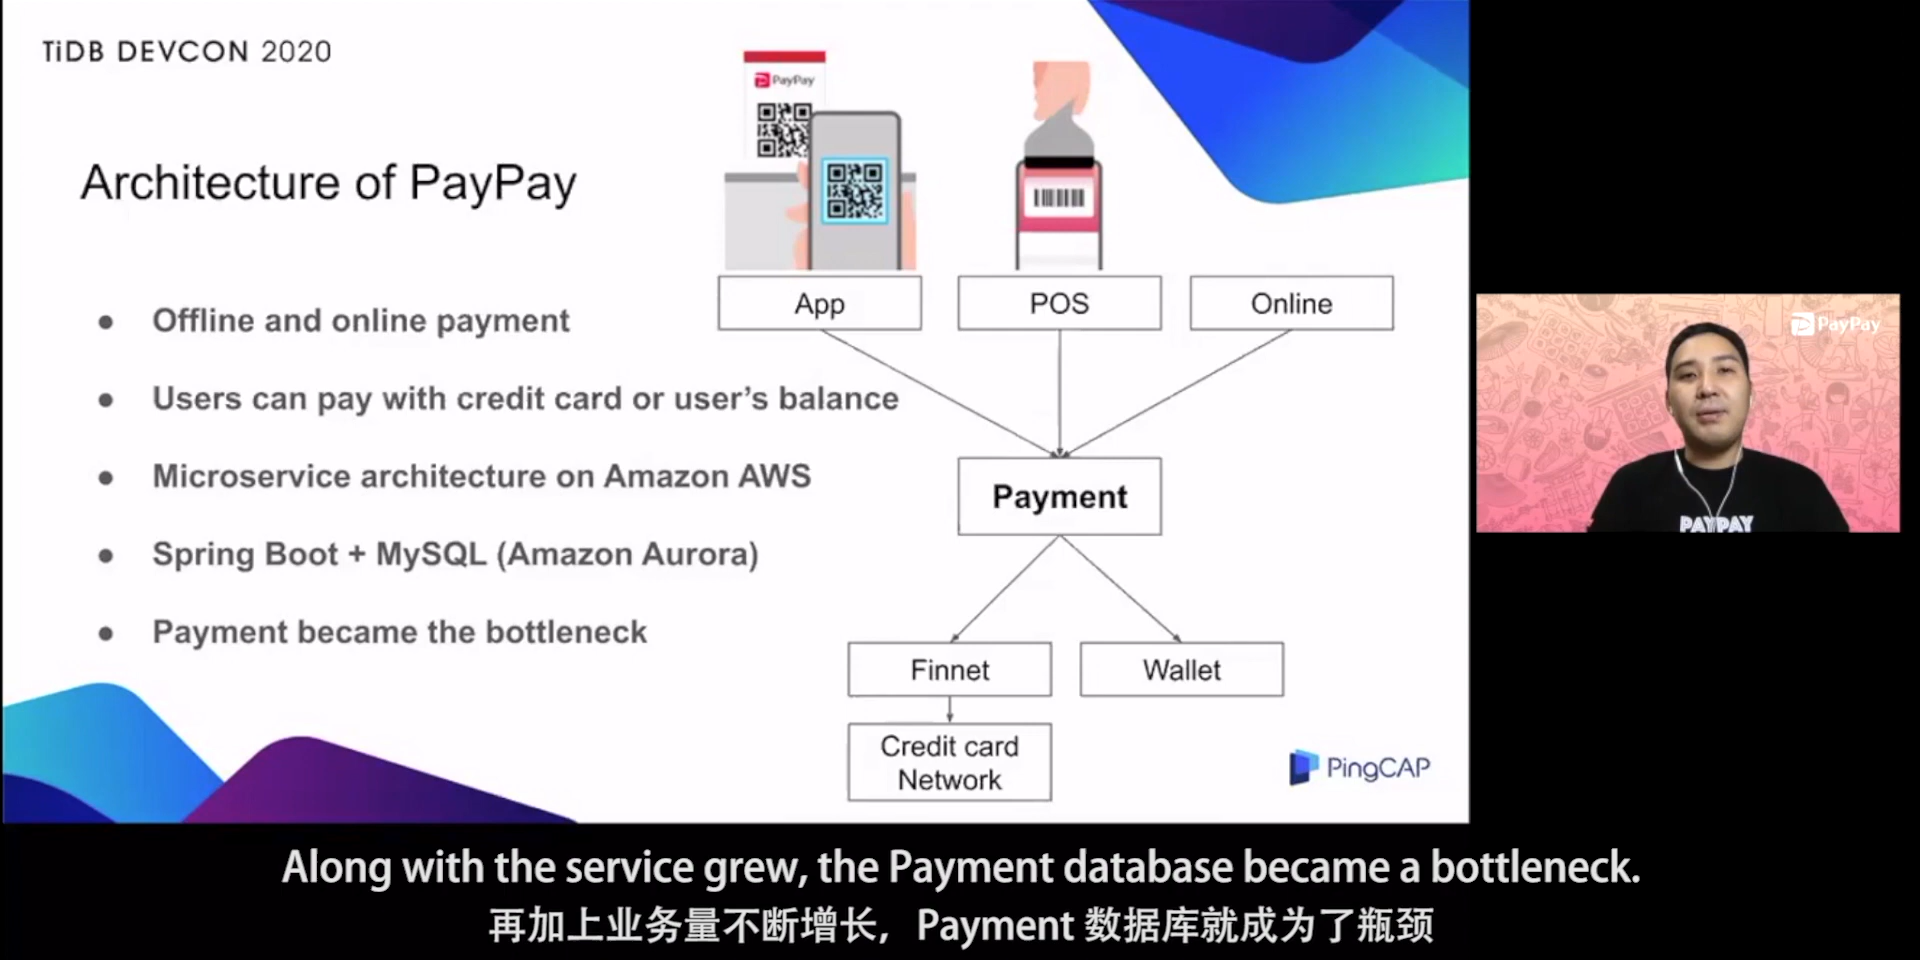 TiDB DEVCON 2020
PayPay
Architecture of PayPay
App
POS
Online
● Offline and online payment
● Users can pay with credit card or user's balance
● Microservice architecture on Amazon AWS
● Spring Boot + MySQL (Amazon Aurora)
● Payment became the bottleneck
Payment
Finnet
Wallet
Credit card
Network
PingCAP
PayPay
PAYPAY
Along with the service grew, the Payment database became a bottleneck.
再加上业务量不断增长，Payment 数据库就成为了瓶颈